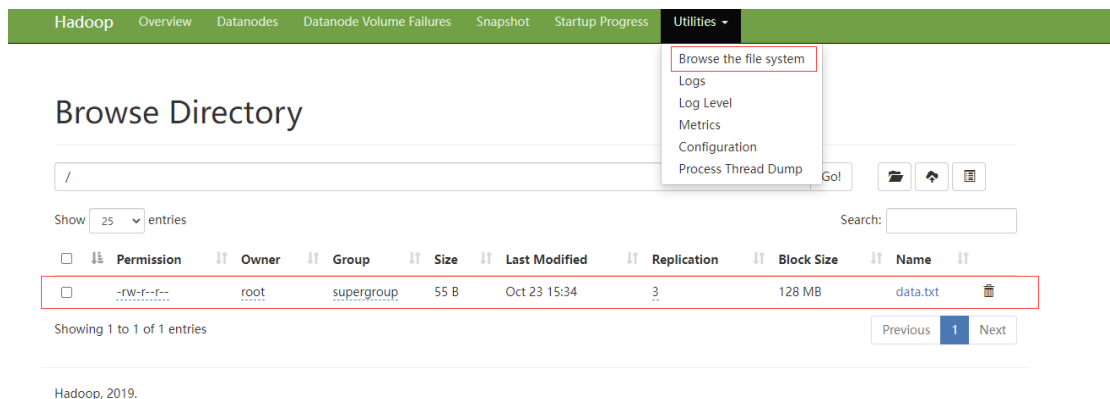 Hadoop Overview Datanodes Datanode Volume Failures Snapshot Startup Progress Utilities
Browse the file system
Logs
Log Level
Metrics
Configuration
Process Thread Dump
Browse Directory
/ Go!
Show 25 entries Search:
Permission Owner Group Size Last Modified Replication Block Size Name
-rw-r--r-- root supergroup 55 B Oct 23 15:34 3 128 MB data.txt
Showing 1 to 1 of 1 entries Previous 1 Next
Hadoop, 2019.